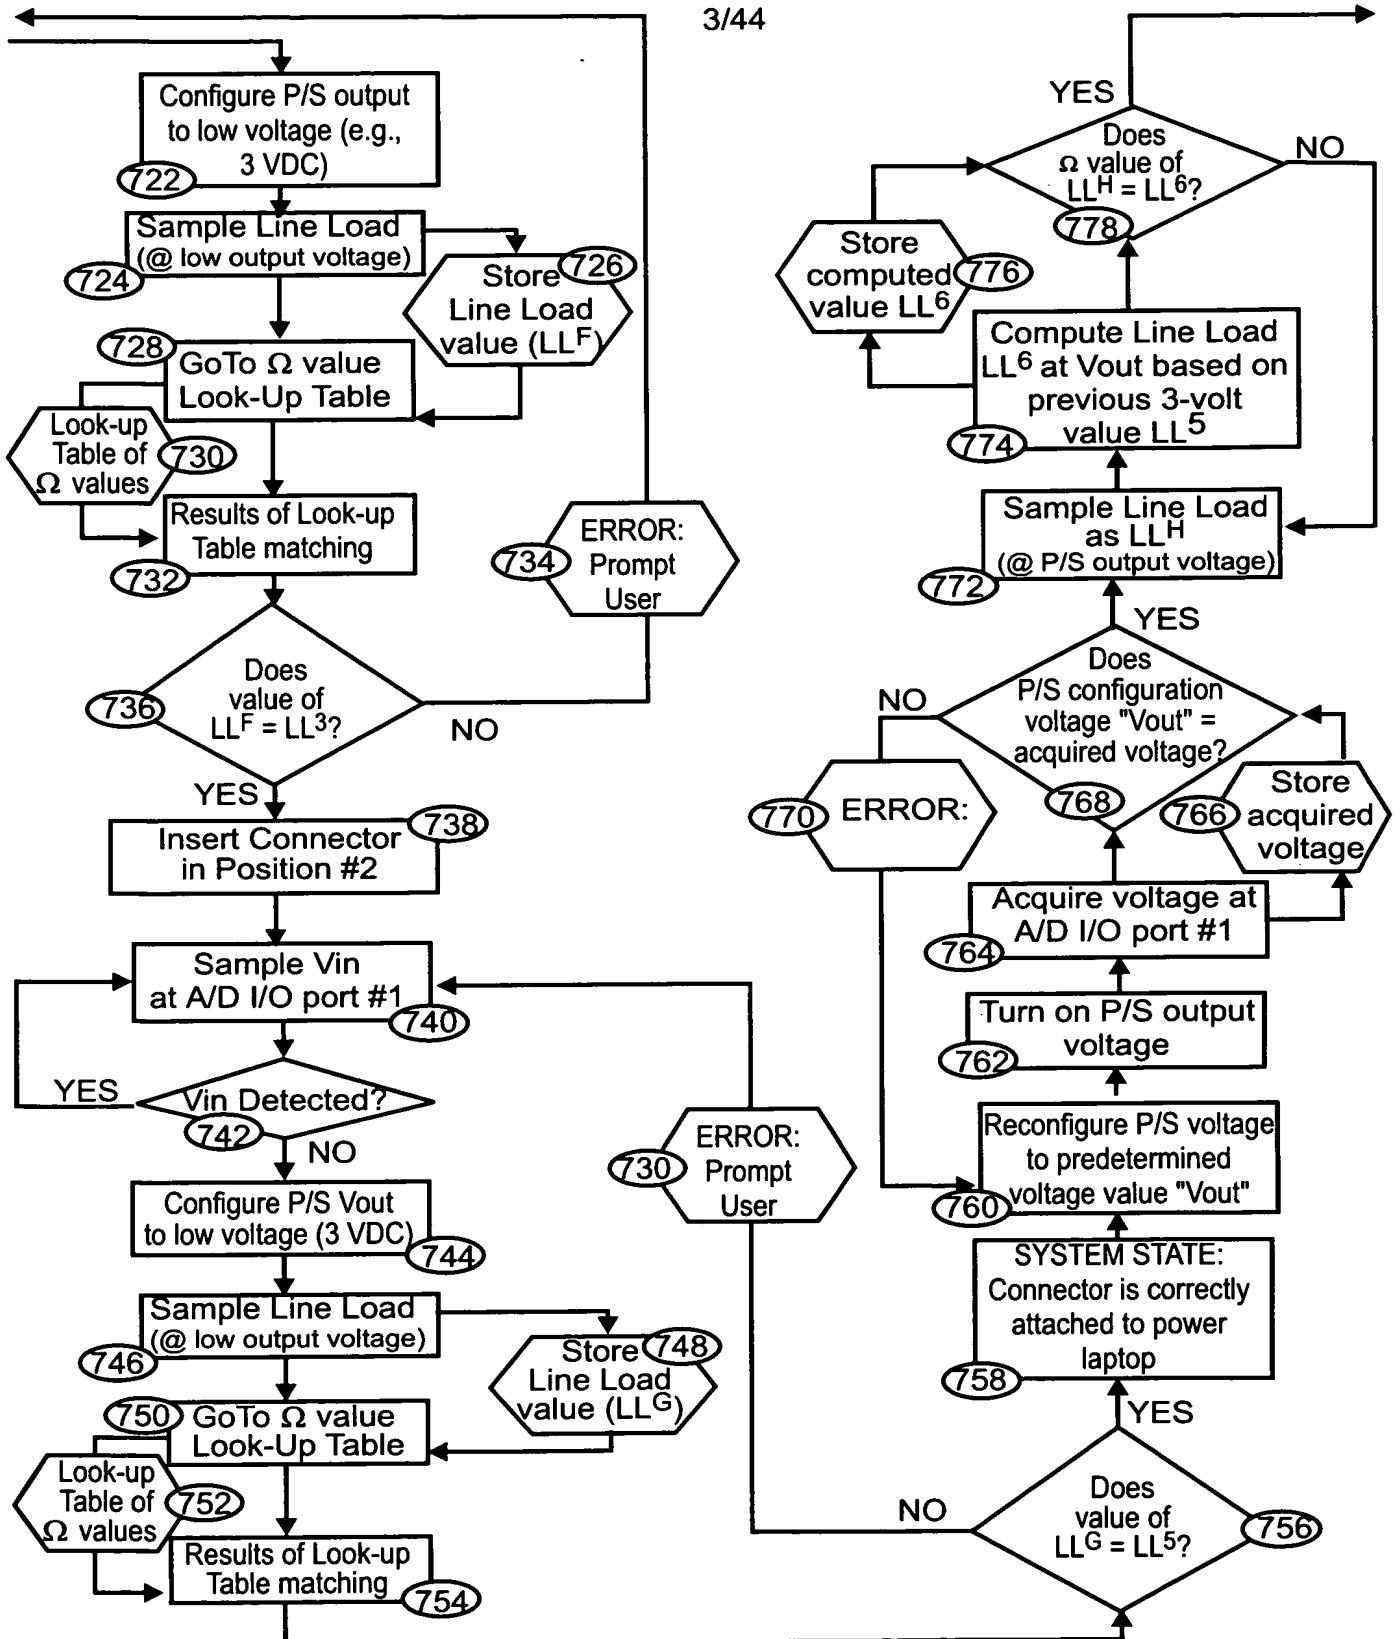 3/44
Configure P/S output
to low voltage (e.g.,
3 VDC)
722
Sample Line Load
(@ low output voltage)
724
Store
Line Load
value (LLF)
726
728
GoTo Ω value
Look-Up Table
Look-up
Table of
Ω values
730
Results of Look-up
Table matching
732
ERROR:
Prompt
User
734
Does
value of
LLF = LL3?
736
NO
YES
Insert Connector
in Position #2
738
Sample Vin
at A/D I/O port #1
740
YES
Vin Detected?
742
NO
Configure P/S Vout
to low voltage (3 VDC)
744
Sample Line Load
(@ low output voltage)
746
Store
Line Load
value (LLG)
748
750
GoTo Ω value
Look-Up Table
Look-up
Table of
Ω values
752
Results of Look-up
Table matching
754
ERROR:
Prompt
User
730
YES
Does
Ω value of
LLH = LL6?
778
NO
Store
computed
value LL6
776
Compute Line Load
LL6 at Vout based on
previous 3-volt
value LL5
774
Sample Line Load
as LLH
(@ P/S output voltage)
772
YES
Does
P/S configuration
voltage "Vout" =
acquired voltage?
768
NO
770
ERROR:
Store
acquired
voltage
766
Acquire voltage at
A/D I/O port #1
764
Turn on P/S output
voltage
762
Reconfigure P/S voltage
to predetermined
voltage value "Vout"
760
SYSTEM STATE:
Connector is correctly
attached to power
laptop
758
YES
NO
Does
value of
LLG = LL5?
756